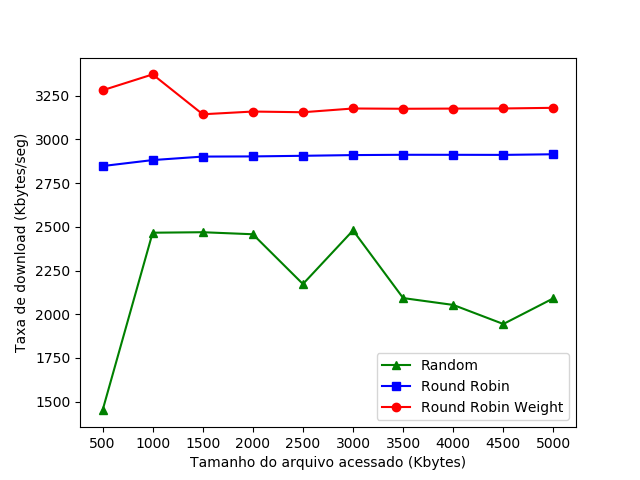 Taxa de download (Kbytes/seg)
3250
3000
2750
2500
2250
2000
1750
1500
Random
Round Robin
Round Robin Weight
500 1000 1500 2000 2500 3000 3500 4000 4500 5000
Tamanho do arquivo acessado (Kbytes)